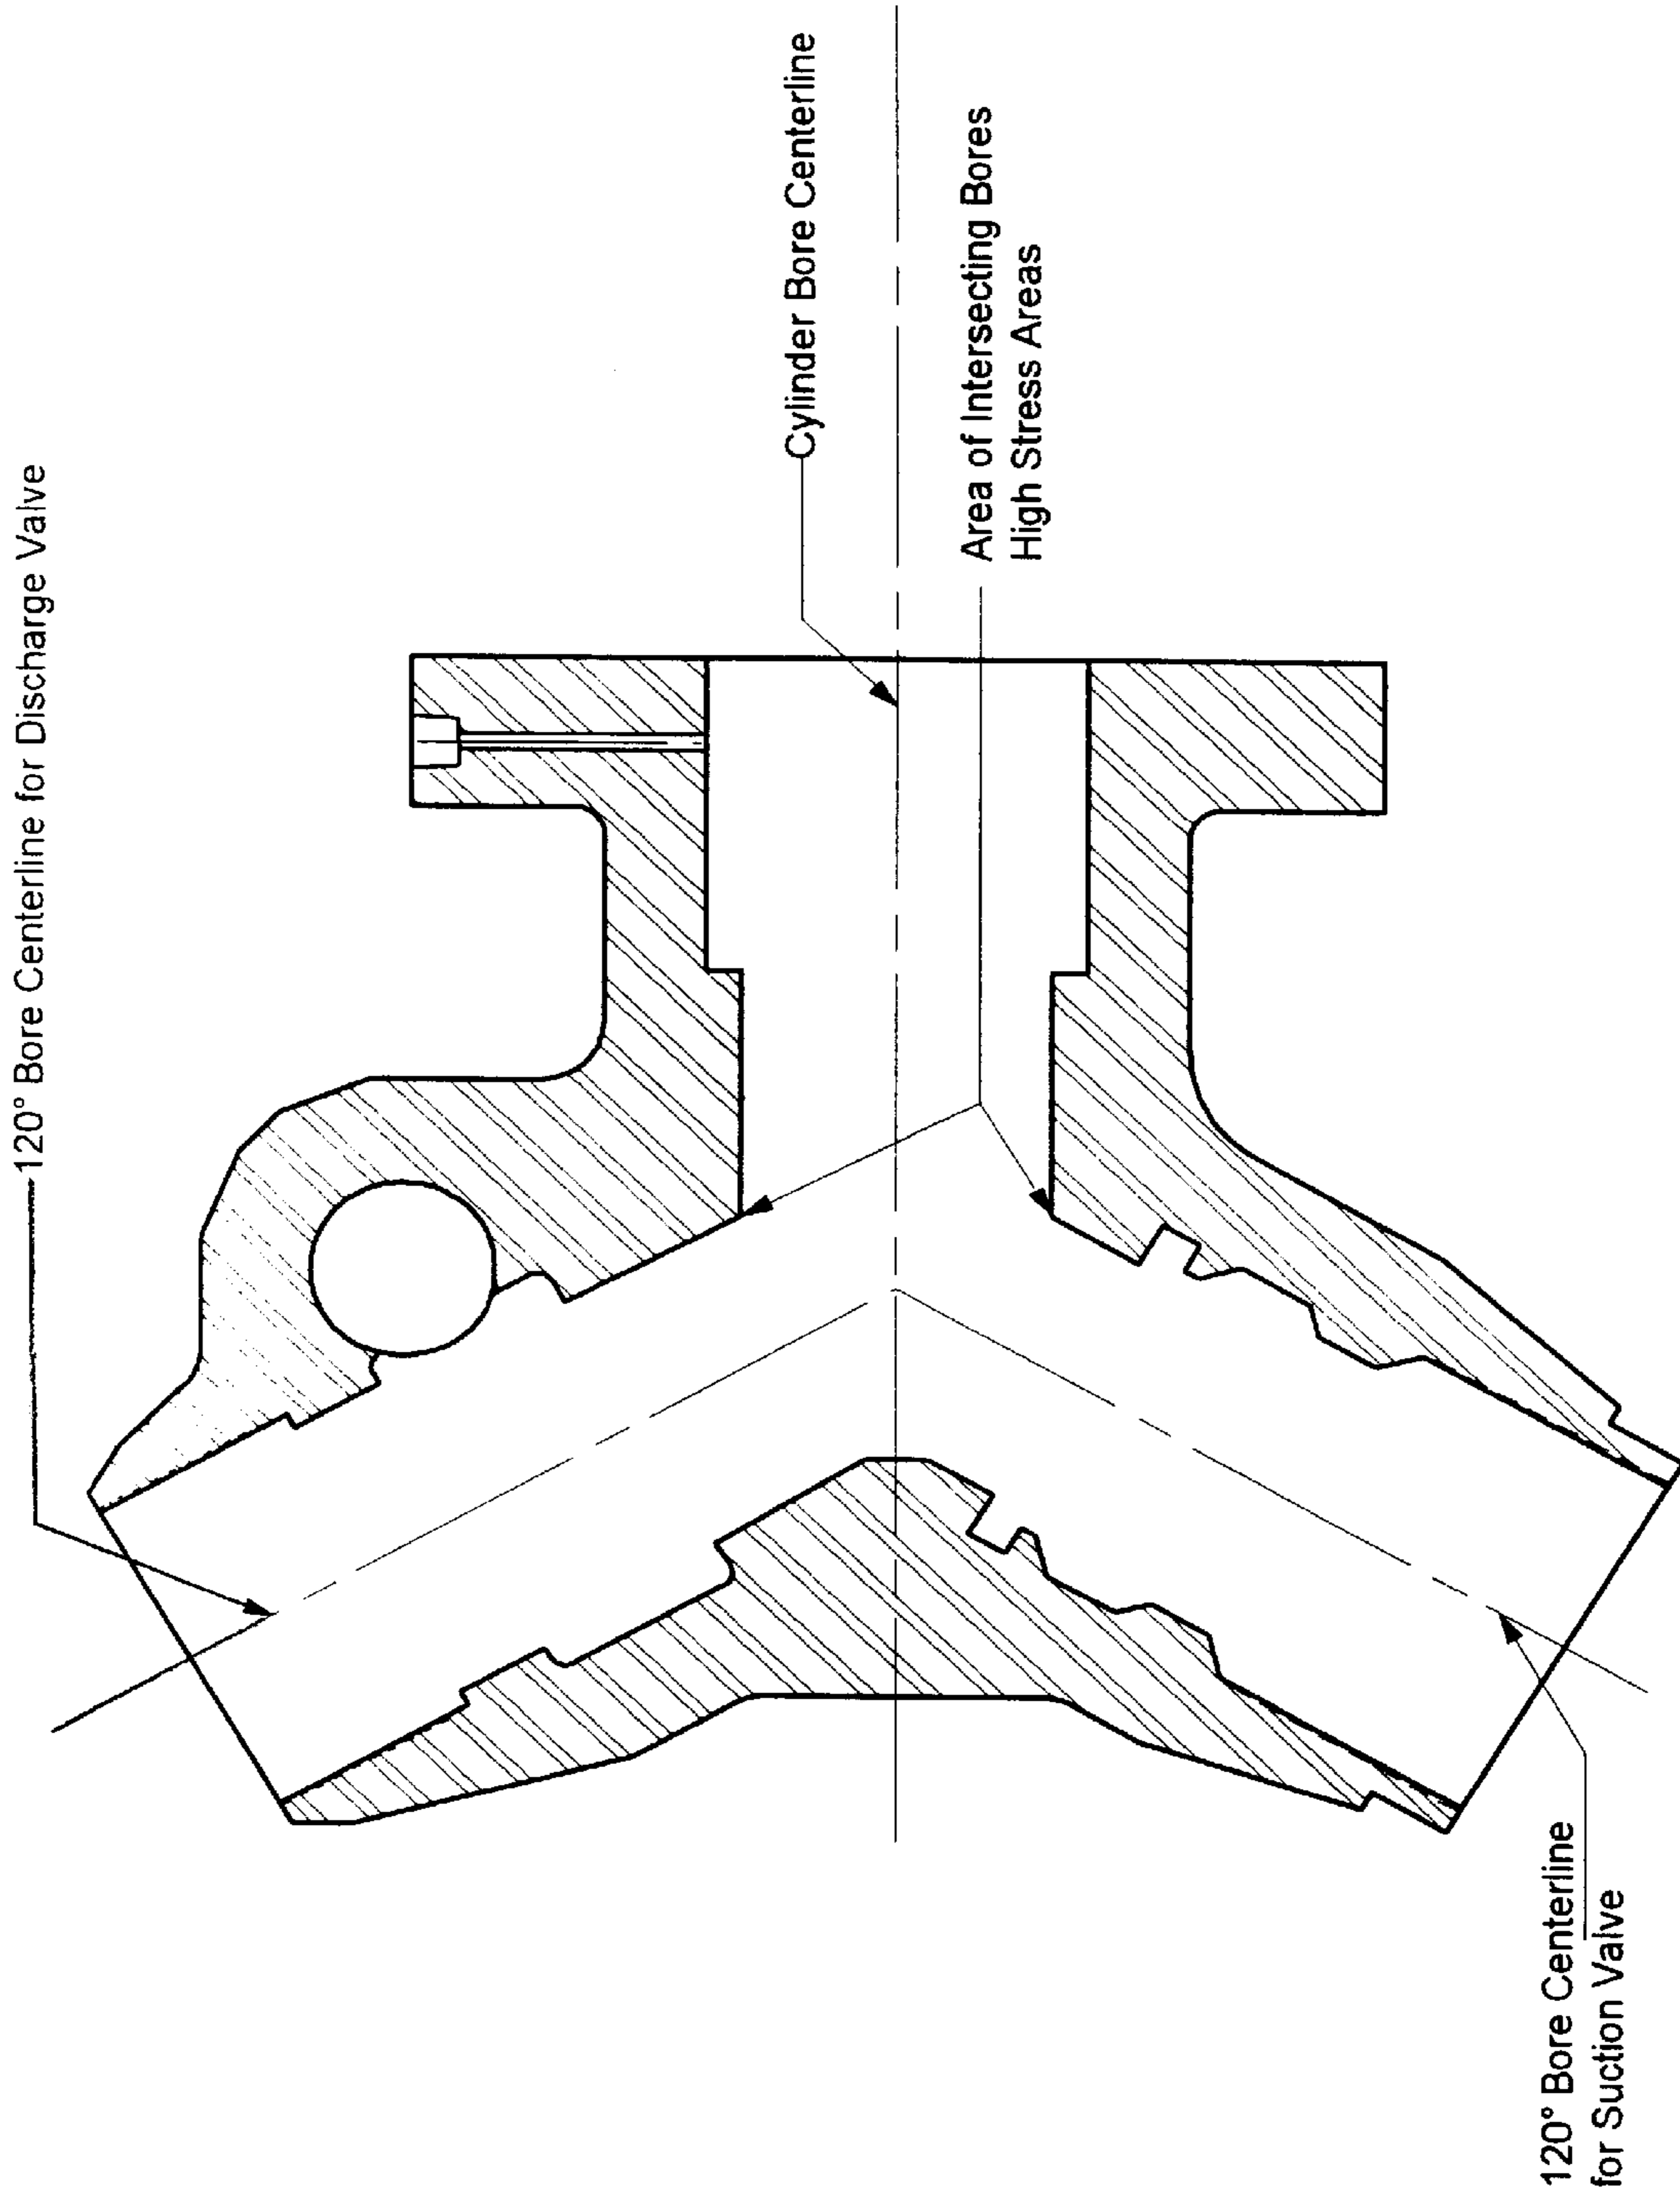 120° Bore Centerline for Discharge Valve
Cylinder Bore Centerline
Area of Intersecting Bores
High Stress Areas
120° Bore Centerline
for Suction Valve